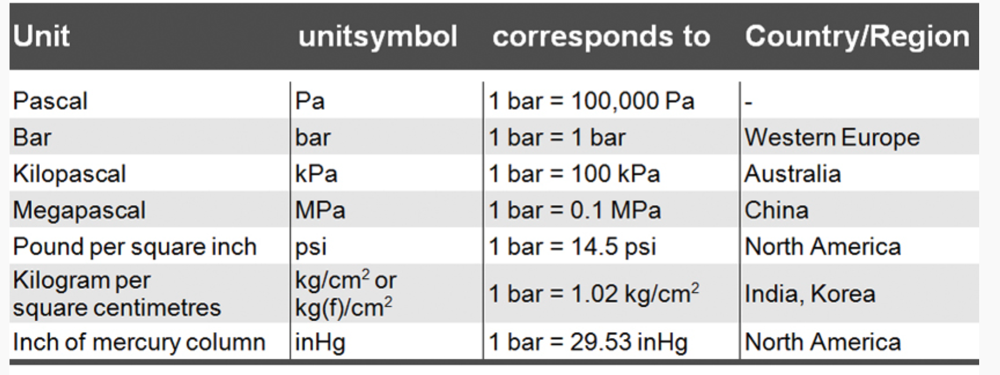 Unit unitsymbol corresponds to Country/Region
Pascal Pa 1 bar = 100,000 Pa -
Bar bar 1 bar = 1 bar Western Europe
Kilopascal kPa 1 bar = 100 kPa Australia
Megapascal MPa 1 bar = 0.1 MPa China
Pound per square inch psi 1 bar = 14.5 psi North America
Kilogram per
square centimetres
kg/cm² or
kg(f)/cm²
1 bar = 1.02 kg/cm² India, Korea
Inch of mercury column inHg 1 bar = 29.53 inHg North America